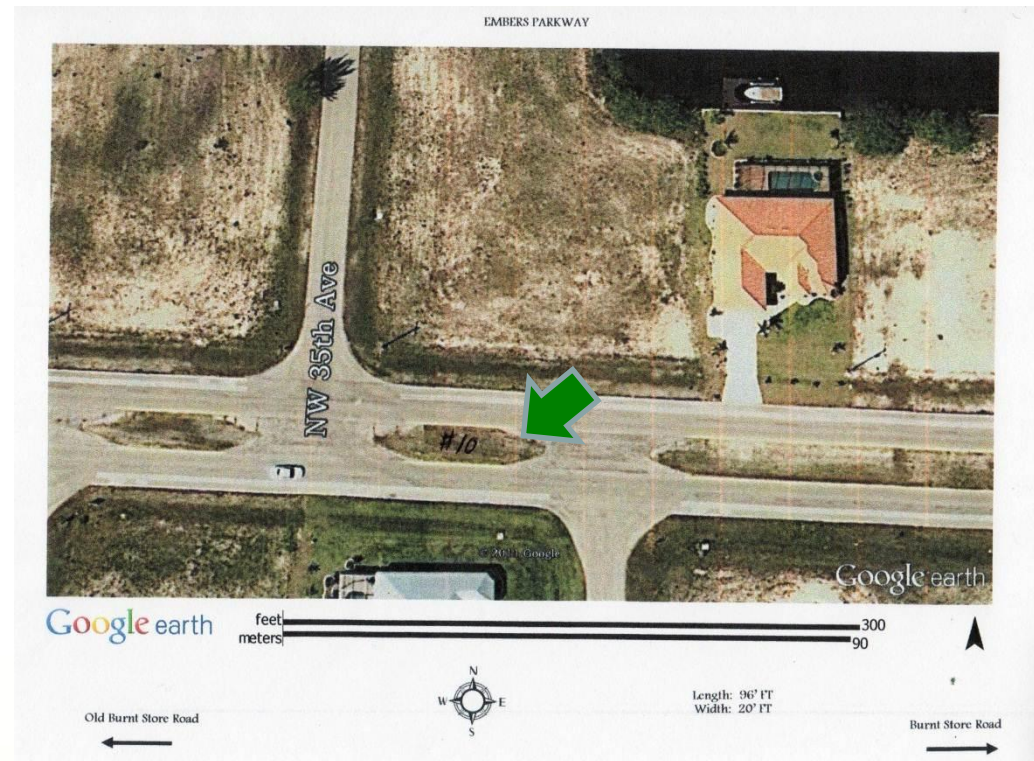 EMBERS PARKWAY
NW 35th Ave
#10
Google
Google earth
Google earth
feet
300
meters
90
N
W
E
S
Length: 96' FT
Width: 20' FT
Old Burnt Store Road
Burnt Store Road